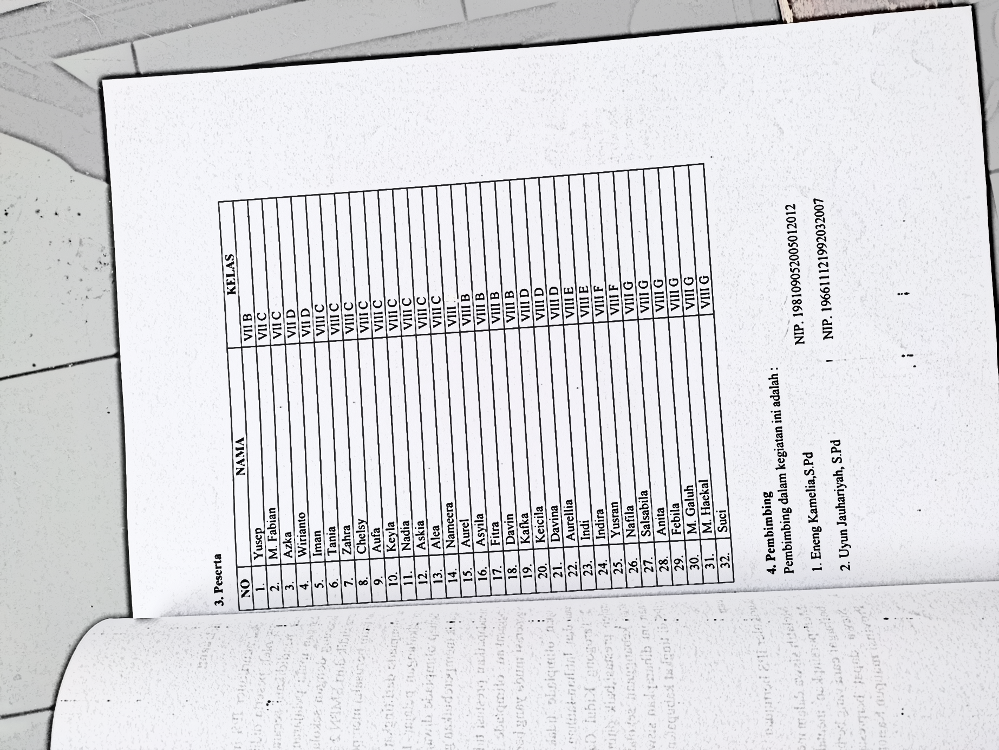 3. Peserta
NO NAMA KELAS
1. Yusep VII B
2. M. Fabian VII C
3. Azka VII C
4. Wirianto VII D
5. Iman VII D
6. Tania VIII C
7. Zahra VIII C
8. Chelsy VIII C
9. Aufa VIII C
10. Keyla VIII C
11. Nadia VIII C
12. Askia VIII C
13. Alea VIII C
14. Nameera VIII C
15. Aurel VIII
16. Asyila VIII B
17. Fitra VIII B
18. Davin VIII B
19. Kafka VIII B
20. Keicila VIII D
21. Davina VIII D
22. Aurellia VIII D
23. Indi VIII E
24. Indira VIII E
25. Yusran VIII F
26. Nafila VIII F
27. Salsabila VIII G
28. Anita VIII G
29. Febila VIII G
30. M. Galuh VIII G
31. M. Haekal VIII G
32. Suci VIII G
4. Pembimbing
Pembimbing dalam kegiatan ini adalah :
1. Eneng Kamelia,S.Pd NIP. 198109052005012012
2. Uyun Jauhariyah, S.Pd NIP. 196611121992032007